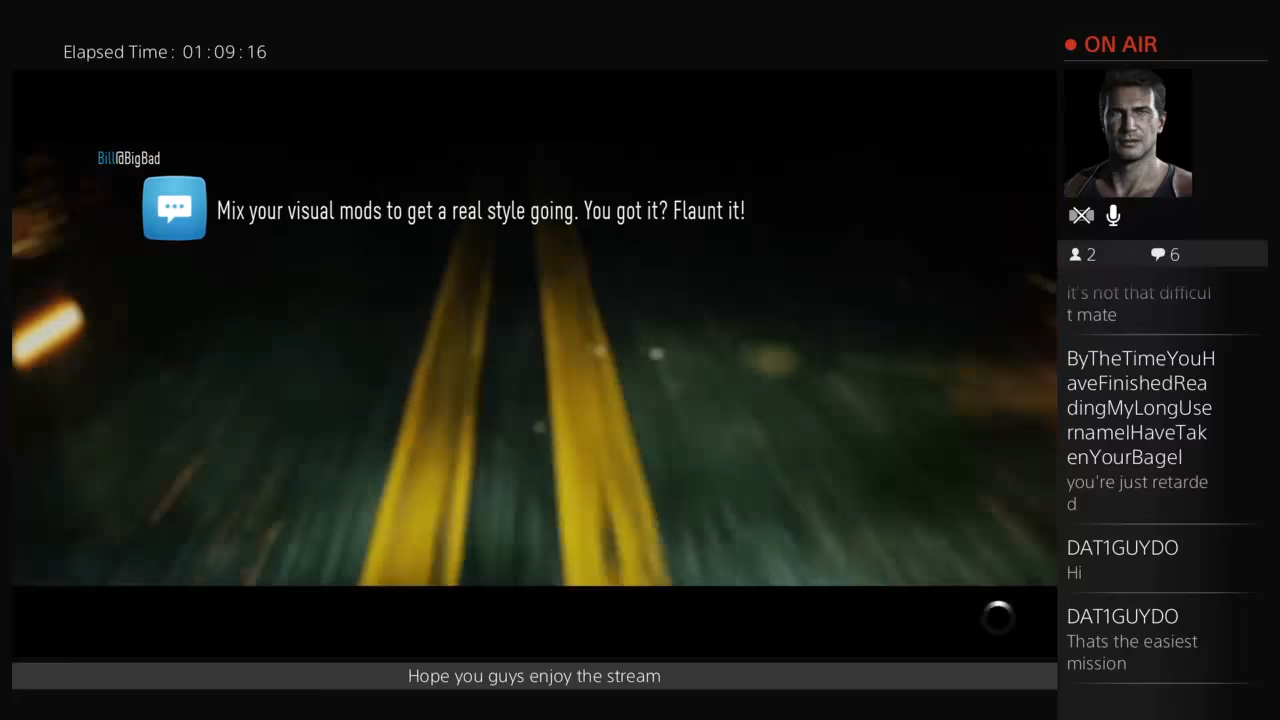 Elapsed Time: 01:09:16
ON AIR
Bill@BigBad
Mix your visual mods to get a real style going. You got it? Flaunt it!
2
6
it's not that difficul
t mate
ByTheTimeYouH
aveFinishedRea
dingMyLongUse
rnameIHaveTak
enYourBagel
you're just retarde
d
DAT1GUYDO
Hi
DAT1GUYDO
Thats the easiest
mission
Hope you guys enjoy the stream